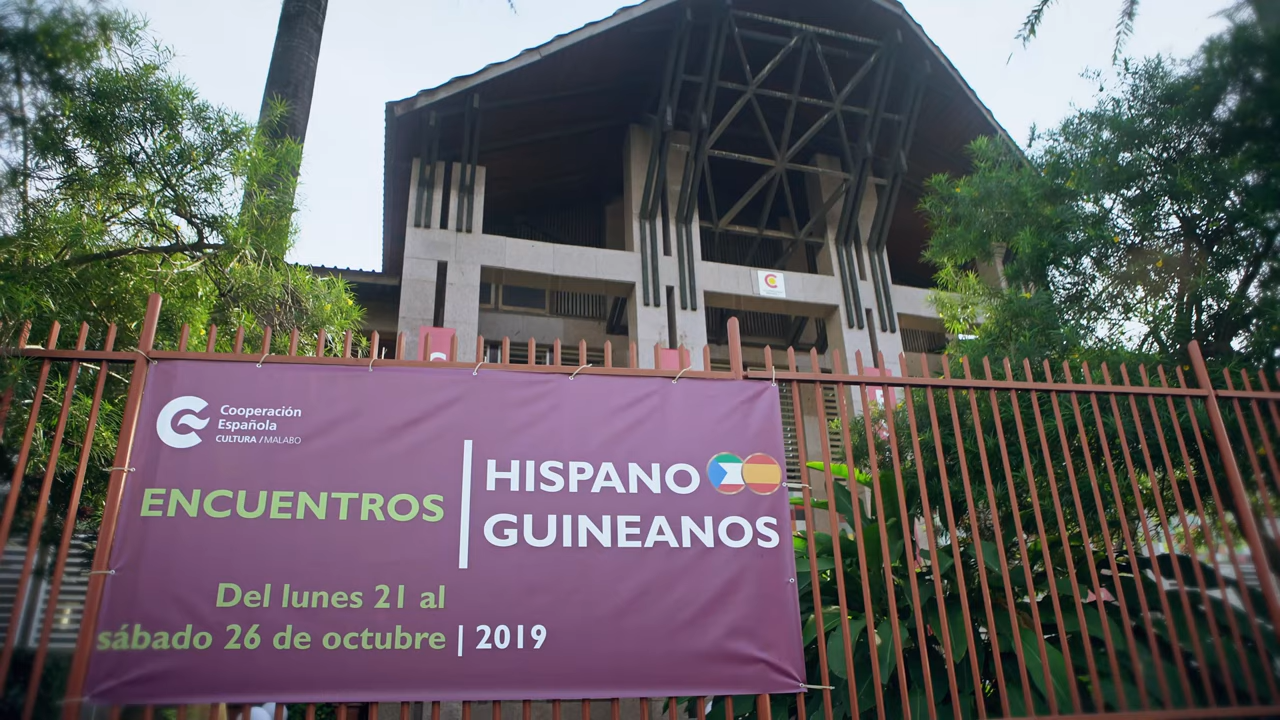 Cooperación
Española
CULTURA / MALABO
ENCUENTROS
HISPANO
GUINEANOS
Del lunes 21 al
sábado 26 de octubre | 2019